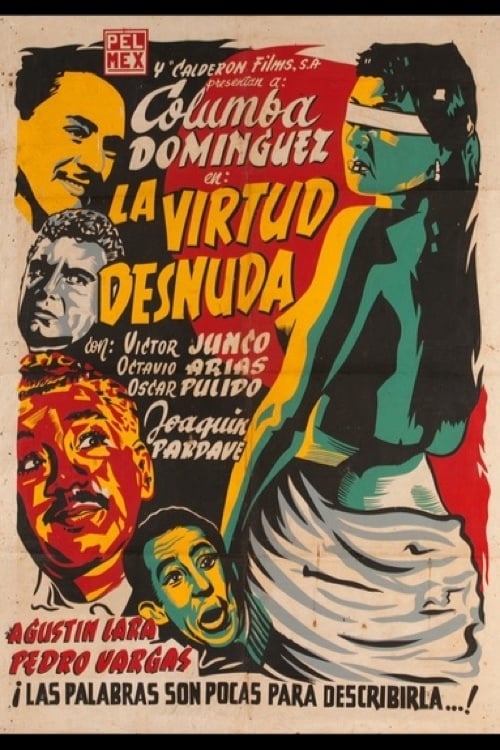 PEL
MEX
Y "CALDERON FILMS, S.A
presentan a:
Columba
DOMINGUEZ
en:
LA VIRTUD
DESNUDA
con: VICTOR JUNCO
OCTAVIO ARIAS
OSCAR PULIDO
Joaquin
PARDAVE
AGUSTIN LARA
PEDRO VARGAS
¡LAS PALABRAS SON POCAS PARA DESCRIBIRLA...!